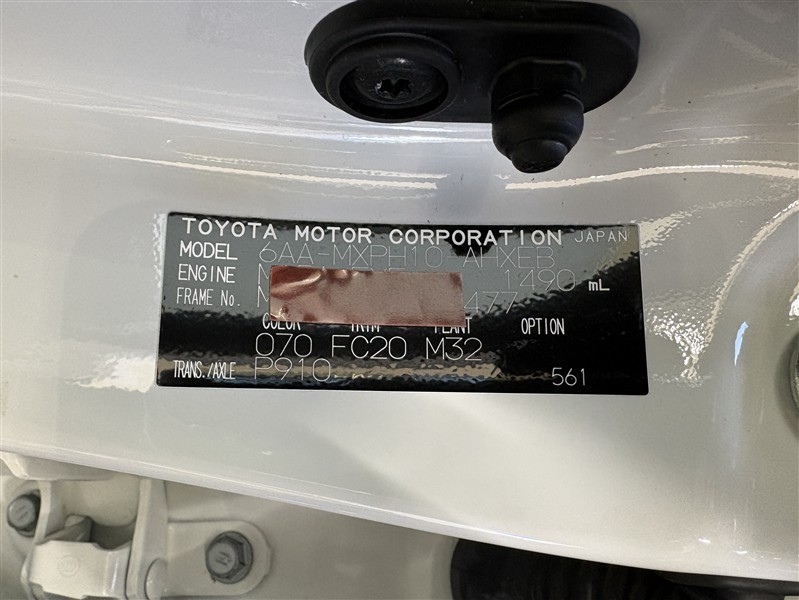 TOYOTA MOTOR CORPORATION JAPAN
MODEL 6AA-MXPH10-AHXEB
ENGINE M 1490 mL
FRAME No. M 477
COLOR TRIM PLANT OPTION
070 FC20 M32
TRANS./AXLE P910 561